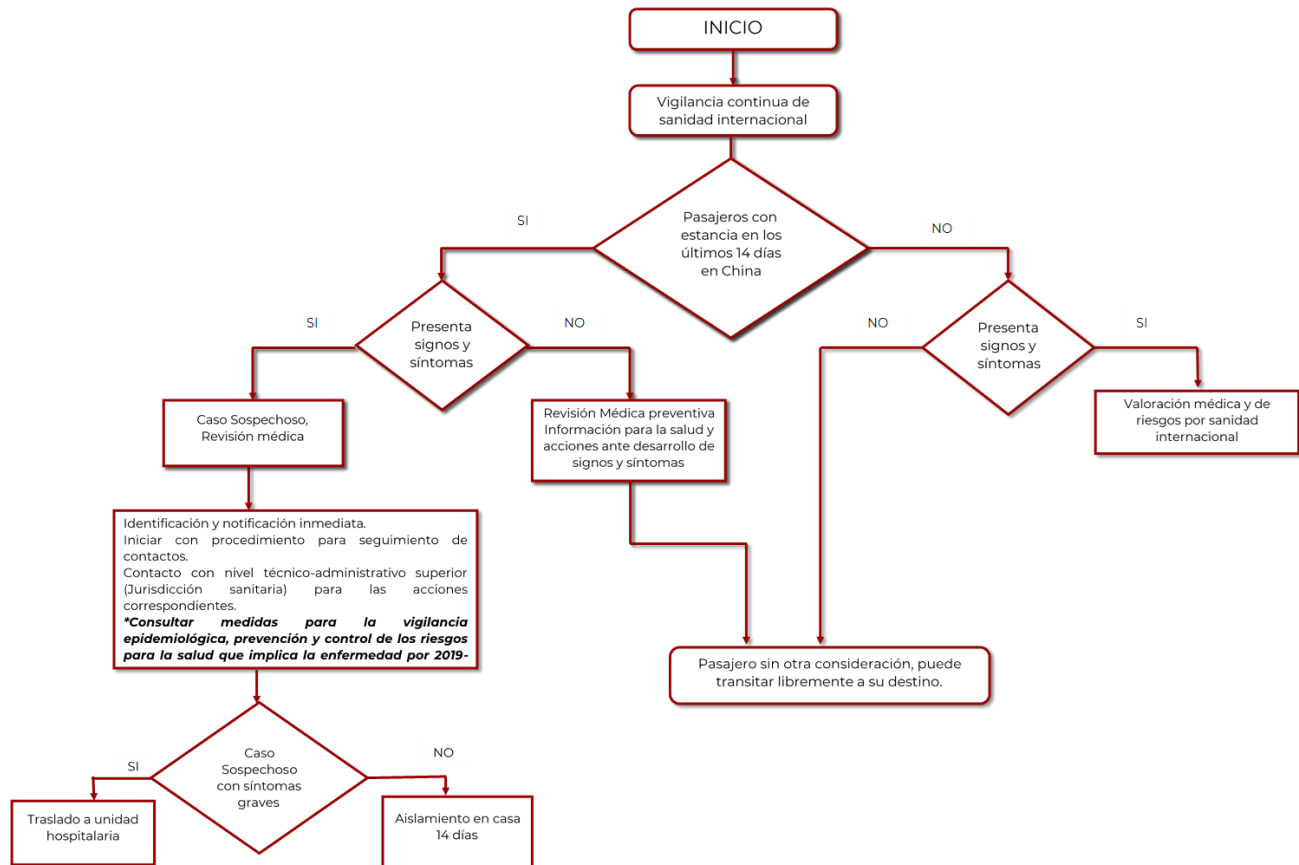 INICIO
Vigilancia continua de
sanidad internacional
SI
Pasajeros con
estancia en los
últimos 14 días
en China
NO
SI
Presenta
signos y
síntomas
NO
NO
Presenta
signos y
síntomas
SI
Caso Sospechoso,
Revisión médica
Revisión Médica preventiva
Información para la salud y
acciones ante desarrollo de
signos y síntomas
Valoración médica y de
riesgos por sanidad
internacional
Identificación y notificación inmediata.
Iniciar con procedimiento para seguimiento de
contactos.
Contacto con nivel técnico-administrativo superior
(Jurisdicción sanitaria) para las acciones
correspondientes.
*Consultar medidas para la vigilancia
epidemiológica, prevención y control de los riesgos
para la salud que implica la enfermedad por 2019-
Pasajero sin otra consideración, puede
transitar libremente a su destino.
SI
Caso
Sospechoso
con síntomas
graves
NO
Traslado a unidad
hospitalaria
Aislamiento en casa
14 días